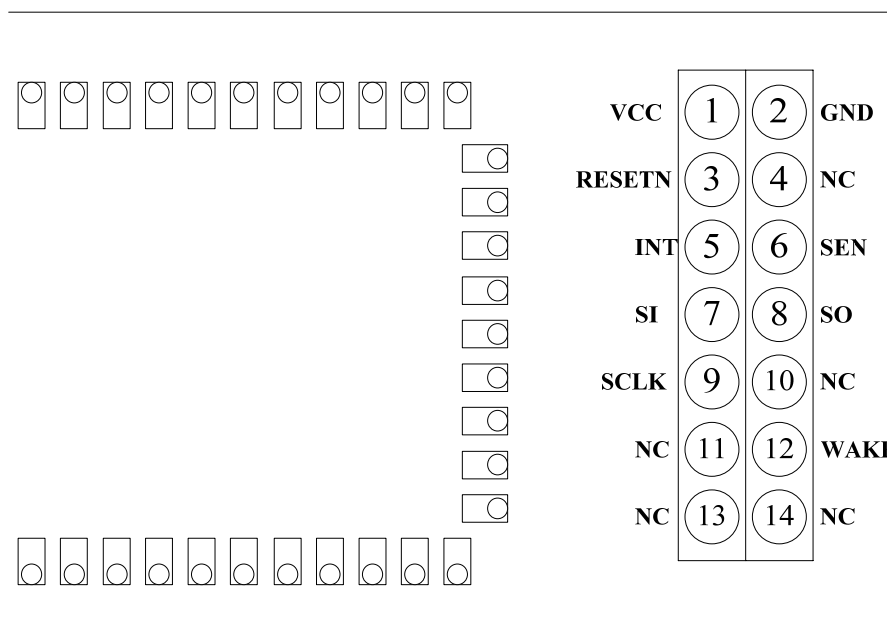 VCC 1 2 GND
RESETN 3 4 NC
INT 5 6 SEN
SI 7 8 SO
SCLK 9 10 NC
NC 11 12
NC 13 14 NC